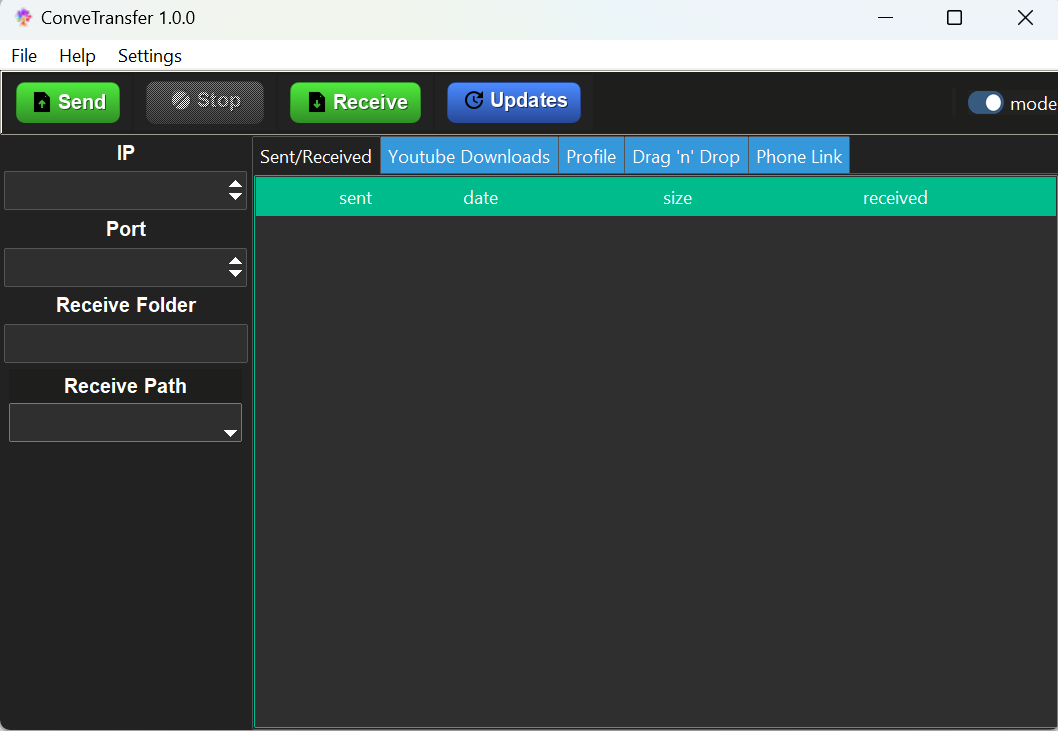 ConveTransfer 1.0.0
File Help Settings
Send Stop Receive Updates mode
IP
Port
Receive Folder
Receive Path
Sent/Received Youtube Downloads Profile Drag 'n' Drop Phone Link
sent date size received